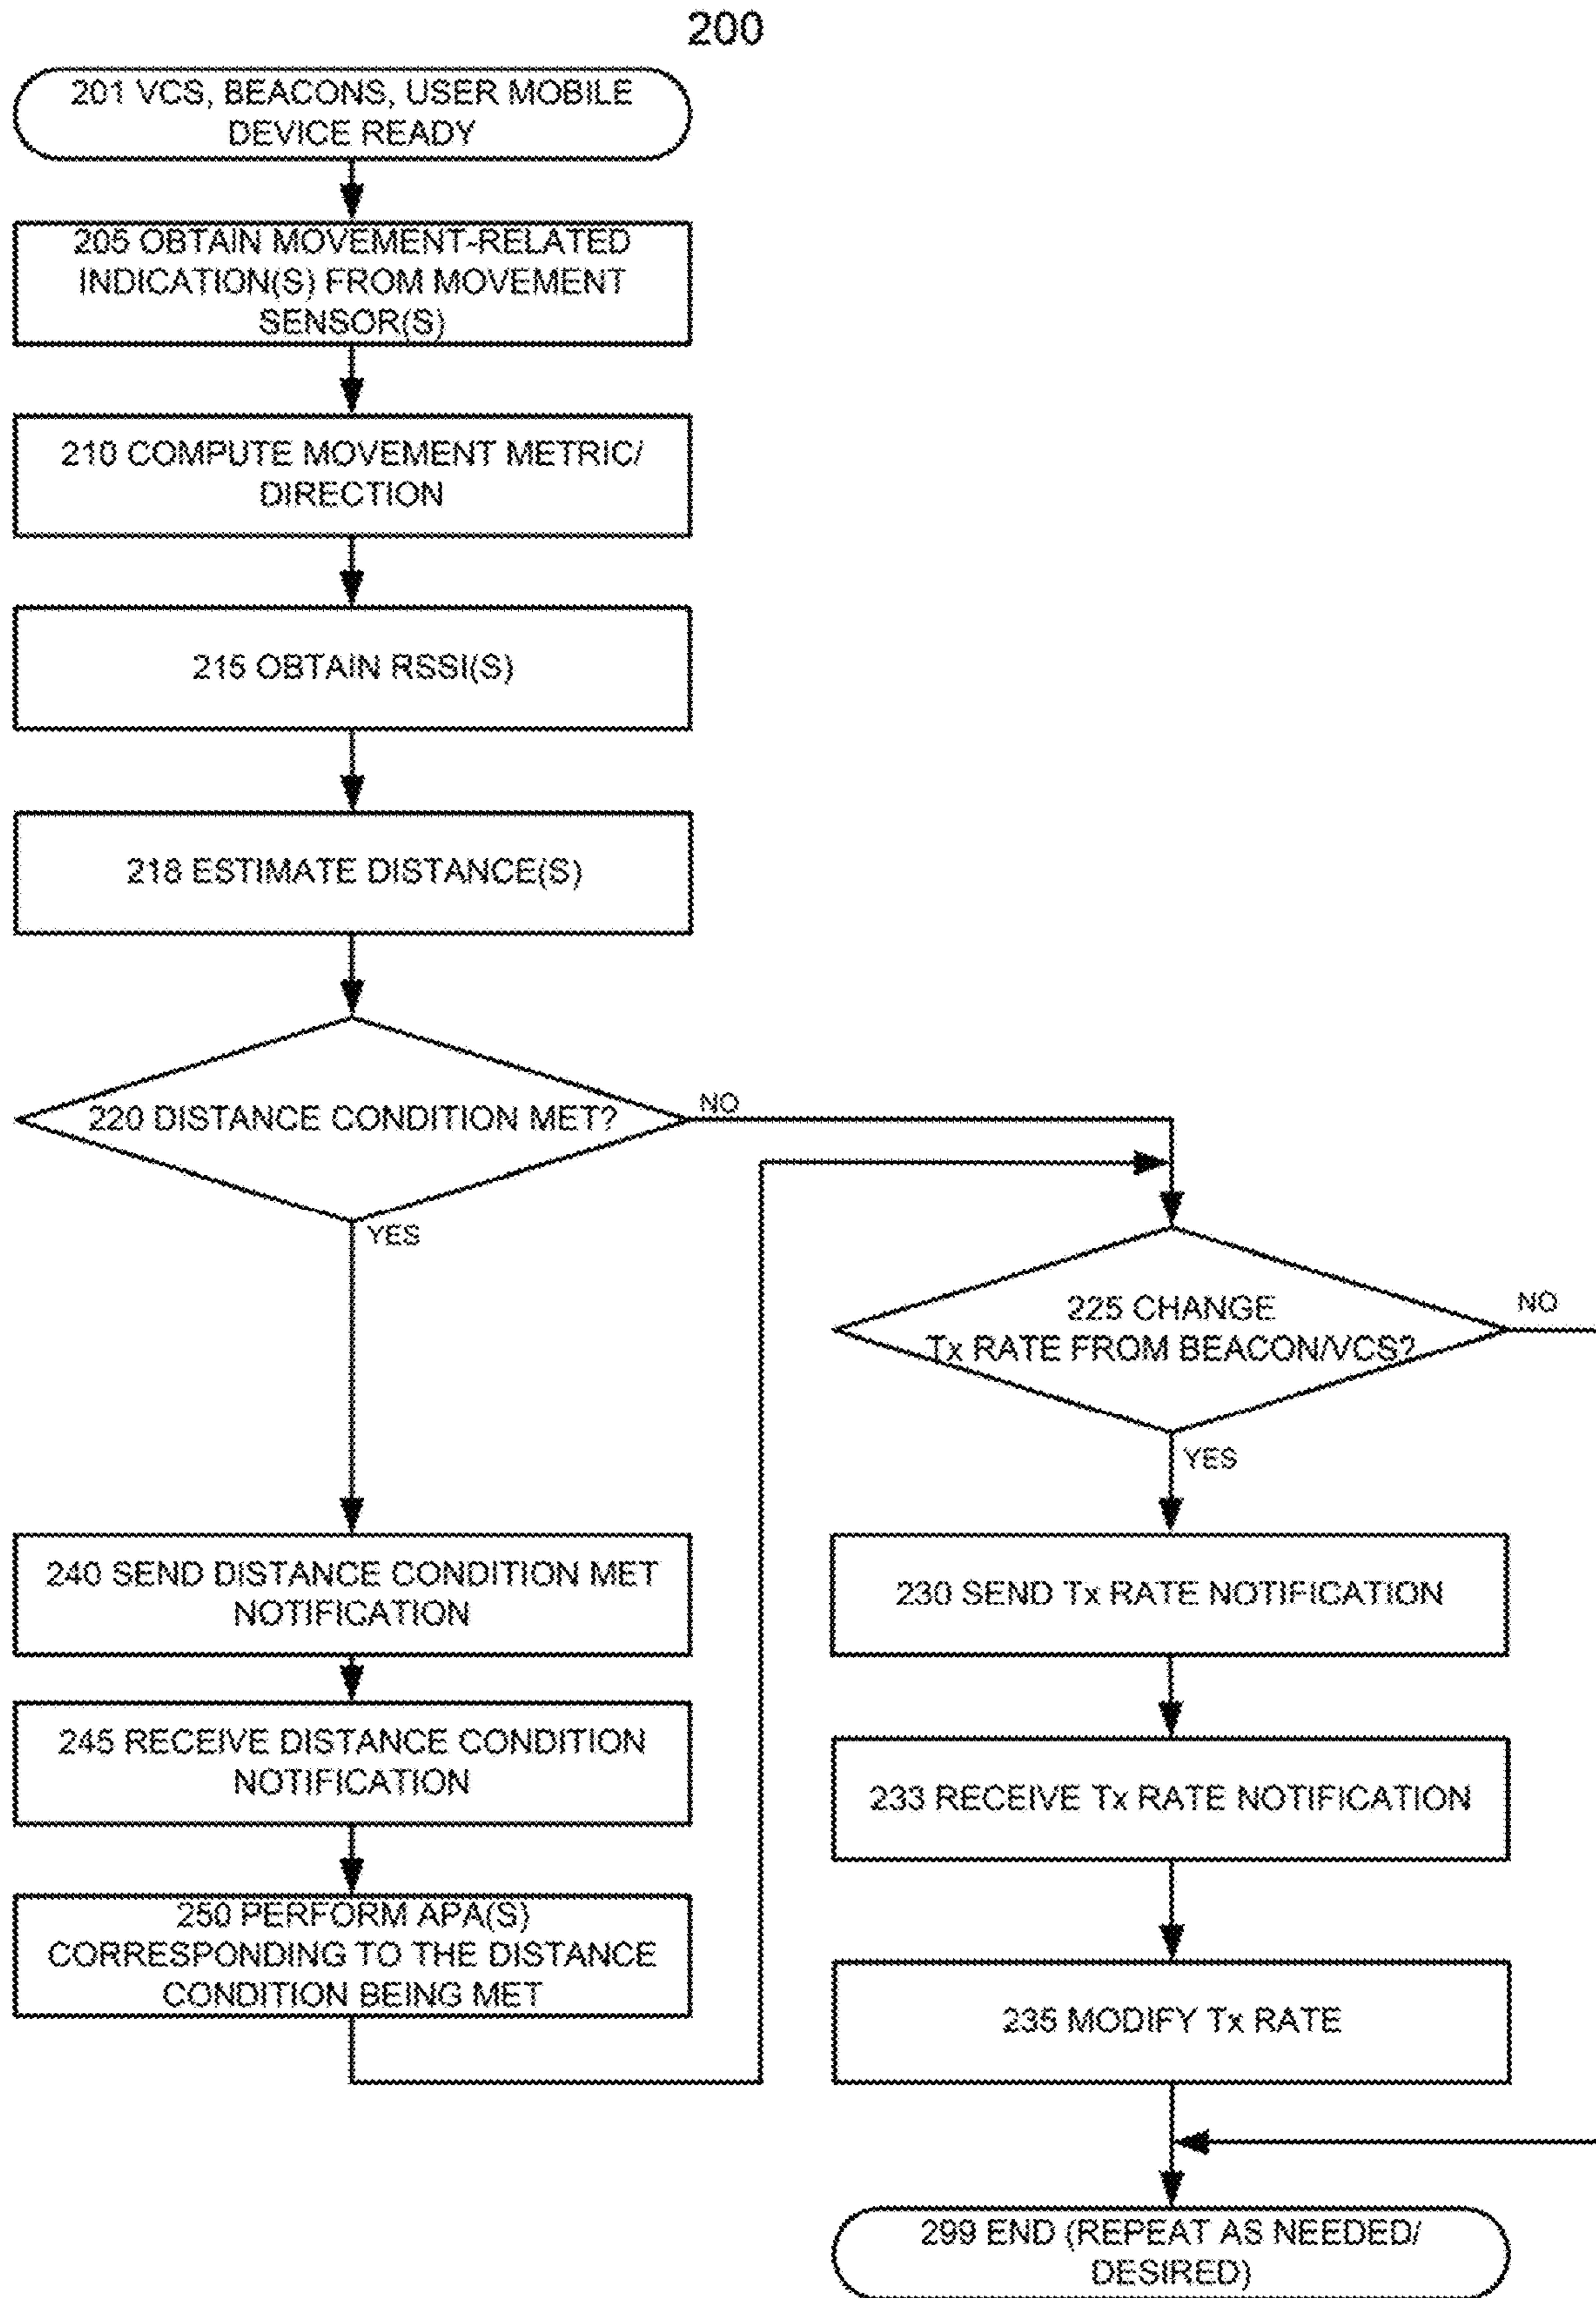 200
201 VCS, BEACONS, USER MOBILE
DEVICE READY
205 OBTAIN MOVEMENT-RELATED
INDICATION(S) FROM MOVEMENT
SENSOR(S)
210 COMPUTE MOVEMENT METRIC/
DIRECTION
215 OBTAIN RSSI(S)
218 ESTIMATE DISTANCE(S)
220 DISTANCE CONDITION MET?
NO
YES
225 CHANGE
Tx RATE FROM BEACON/VCS?
NO
YES
240 SEND DISTANCE CONDITION MET
NOTIFICATION
245 RECEIVE DISTANCE CONDITION
NOTIFICATION
250 PERFORM APA(S)
CORRESPONDING TO THE DISTANCE
CONDITION BEING MET
230 SEND Tx RATE NOTIFICATION
233 RECEIVE Tx RATE NOTIFICATION
235 MODIFY Tx RATE
299 END (REPEAT AS NEEDED/
DESIRED)